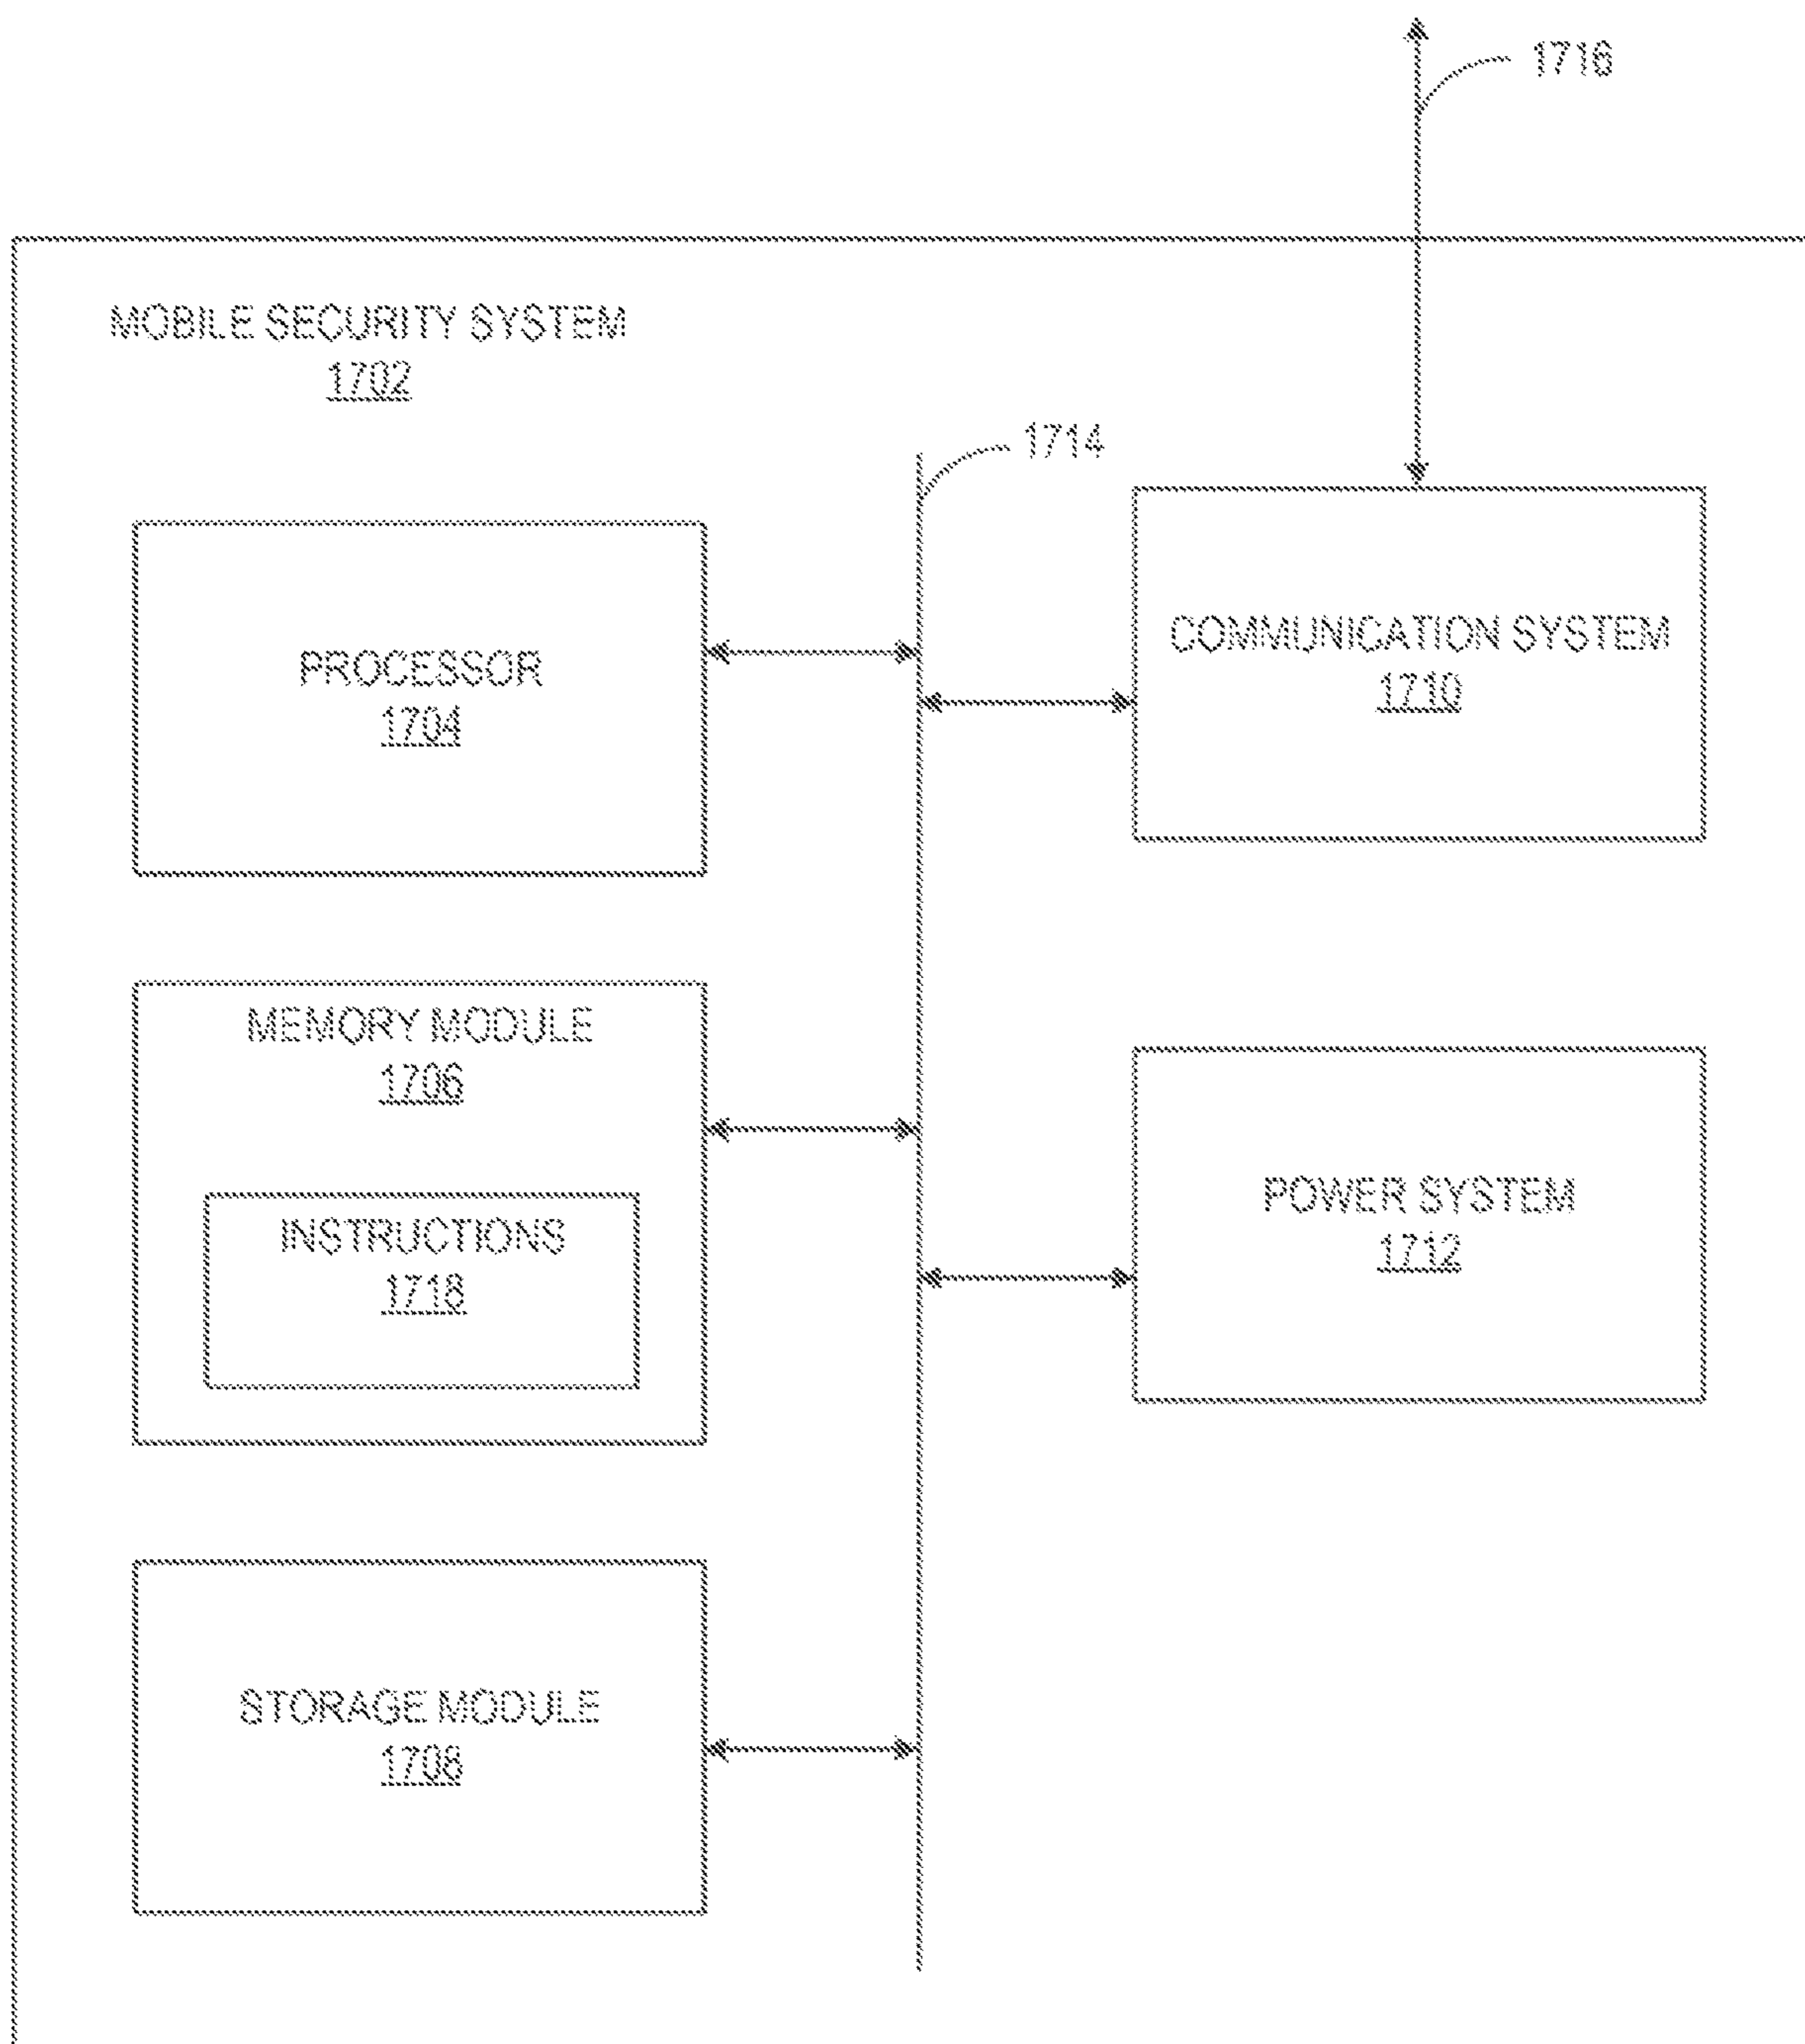 1716
MOBILE SECURITY SYSTEM
1702
1714
PROCESSOR
1704
COMMUNICATION SYSTEM
1710
MEMORY MODULE
1706
INSTRUCTIONS
1718
POWER SYSTEM
1712
STORAGE MODULE
1708